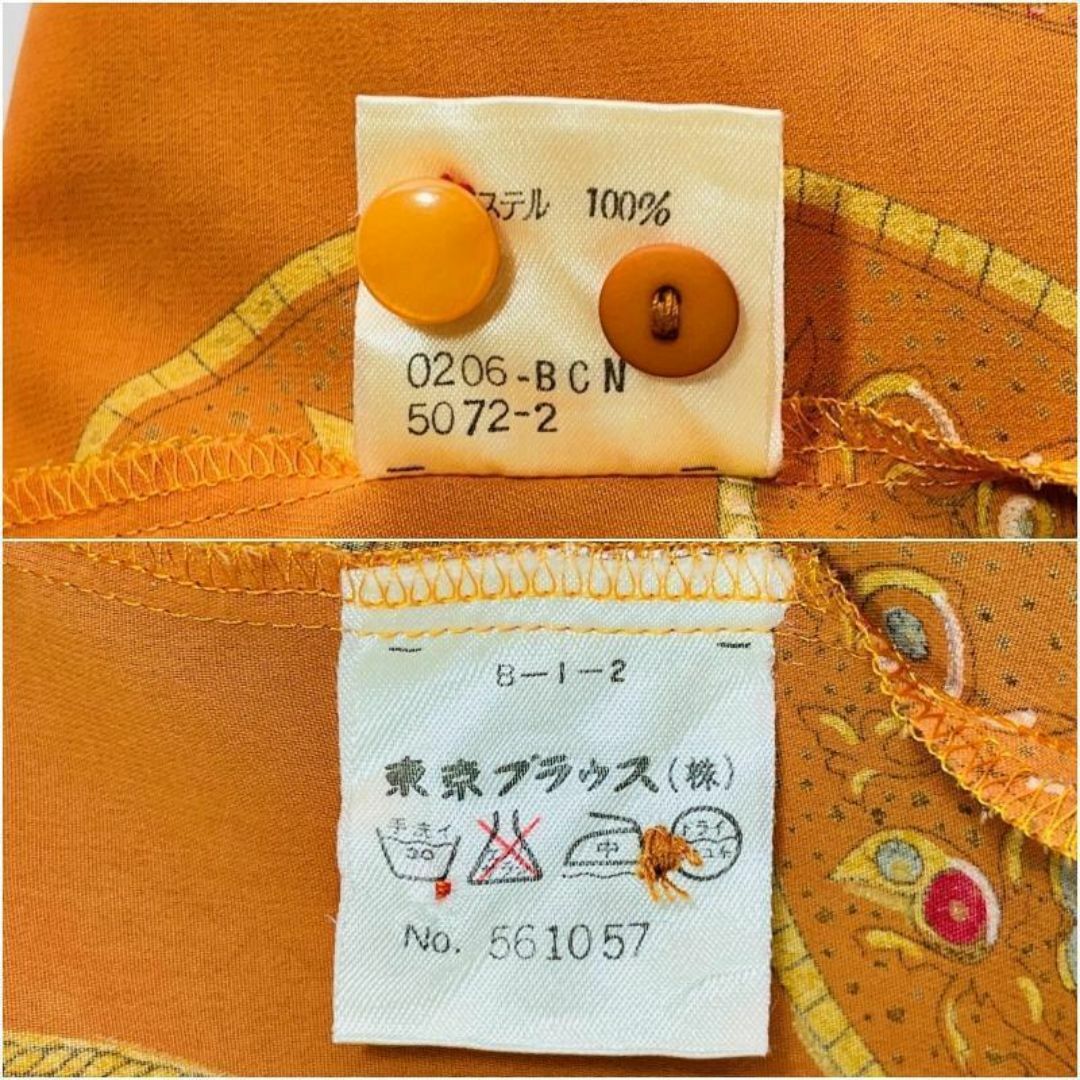 ステル 100%
0206-BCN
5072-2
B-1-2
東京ブラウス(株)
手洗イ 30 中 ドライ
No. 561057